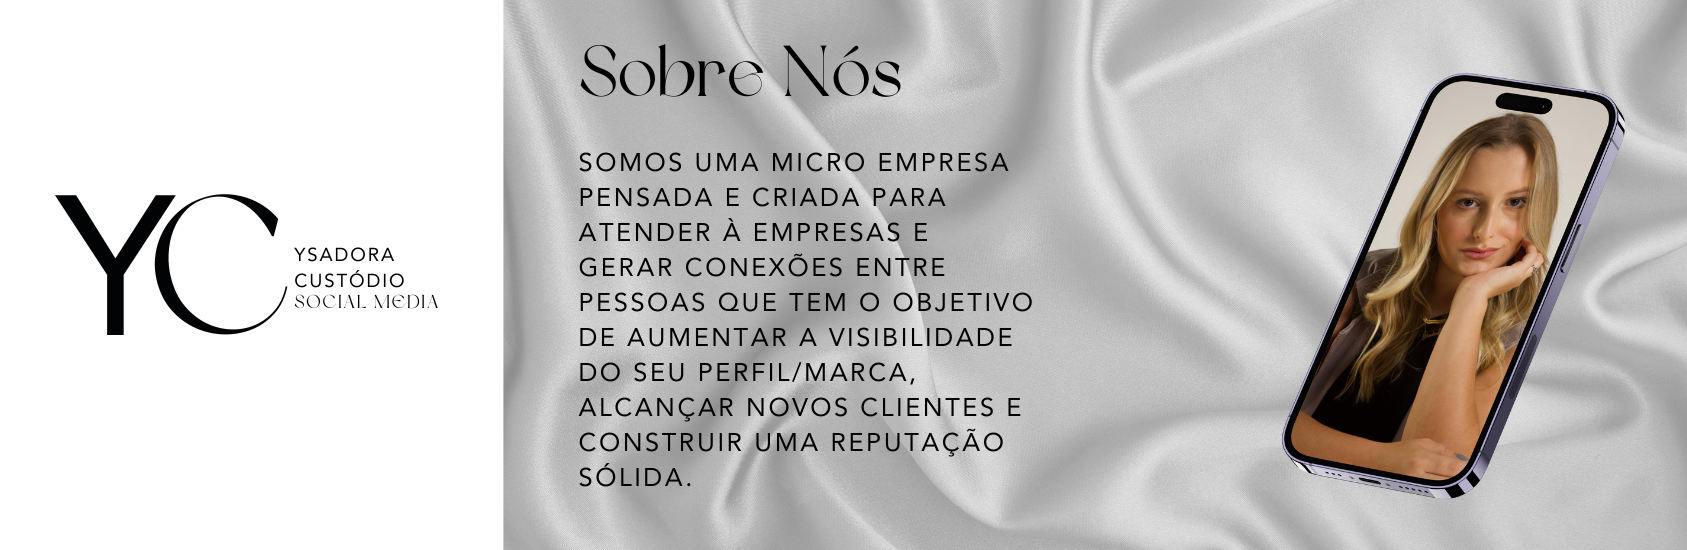 YC
YSADORA
CUSTÓDIO
SOCIAL MEDIA
Sobre Nós
SOMOS UMA MICRO EMPRESA
PENSADA E CRIADA PARA
ATENDER À EMPRESAS E
GERAR CONEXÕES ENTRE
PESSOAS QUE TEM O OBJETIVO
DE AUMENTAR A VISIBILIDADE
DO SEU PERFIL/MARCA,
ALCANÇAR NOVOS CLIENTES E
CONSTRUIR UMA REPUTAÇÃO
SÓLIDA.